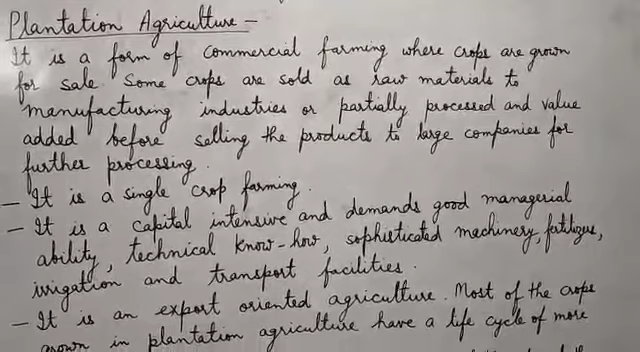 Plantation Agriculture -
It is a form of commercial farming where crops are grown
for sale. Some crops are sold as raw materials to
manufacturing industries or partially processed and value
added before selling the products to large companies for
further processing.
- It is a single crop farming.
- It is a capital intensive and demands good managerial
ability, technical know-how, sophisticated machinery, fertilizers,
irrigation and transport facilities.
- It is an export oriented agriculture. Most of the crops
grown in plantation agriculture have a life cycle of more